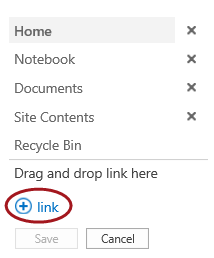 Home
Notebook
Documents
Site Contents
Recycle Bin
Drag and drop link here
link
Save Cancel